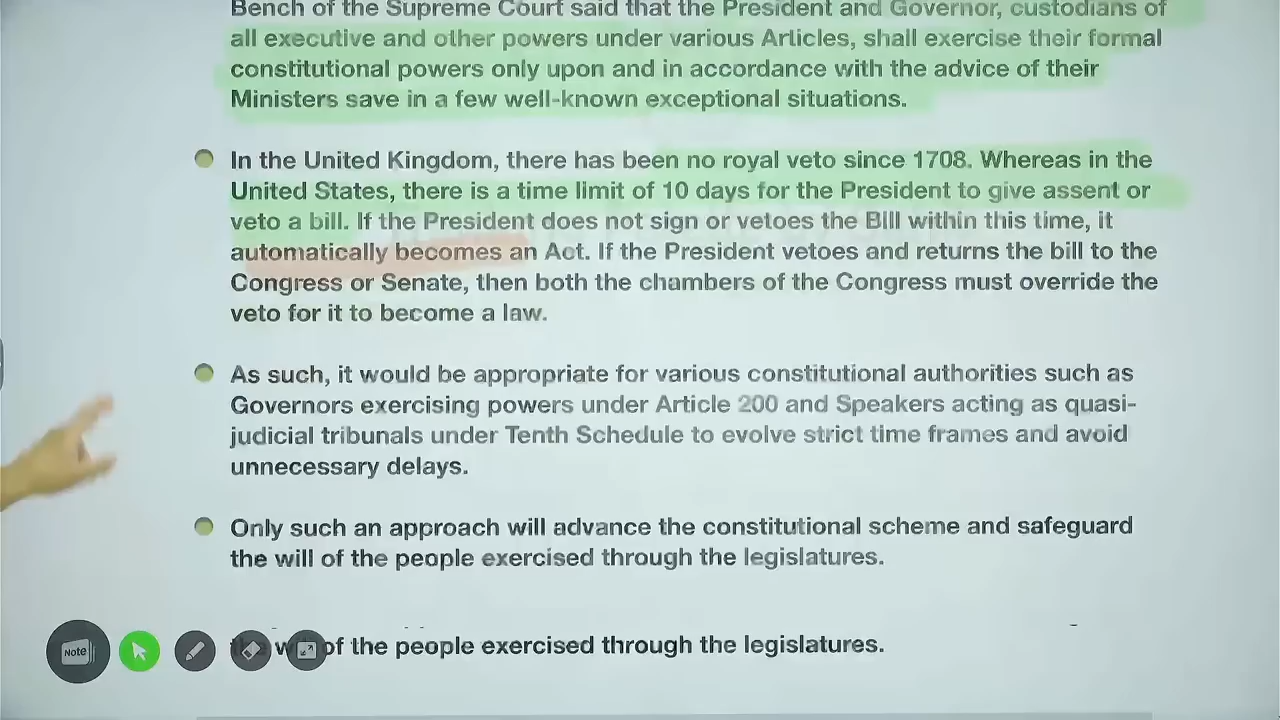 Bench of the Supreme Court said that the President and Governor, custodians of
all executive and other powers under various Articles, shall exercise their formal
constitutional powers only upon and in accordance with the advice of their
Ministers save in a few well-known exceptional situations.
In the United Kingdom, there has been no royal veto since 1708. Whereas in the
United States, there is a time limit of 10 days for the President to give assent or
veto a bill. If the President does not sign or vetoes the Bill within this time, it
automatically becomes an Act. If the President vetoes and returns the bill to the
Congress or Senate, then both the chambers of the Congress must override the
veto for it to become a law.
As such, it would be appropriate for various constitutional authorities such as
Governors exercising powers under Article 200 and Speakers acting as quasi-
judicial tribunals under Tenth Schedule to evolve strict time frames and avoid
unnecessary delays.
Only such an approach will advance the constitutional scheme and safeguard
the will of the people exercised through the legislatures.
of the people exercised through the legislatures.
Note